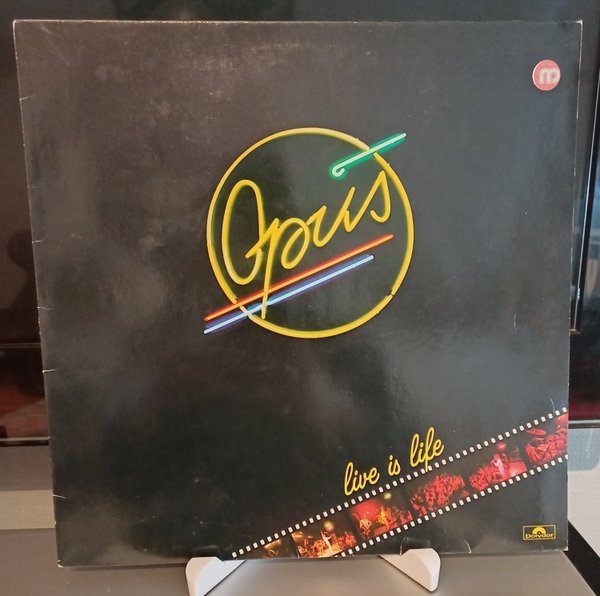 m
Opus
live is life
Polydor